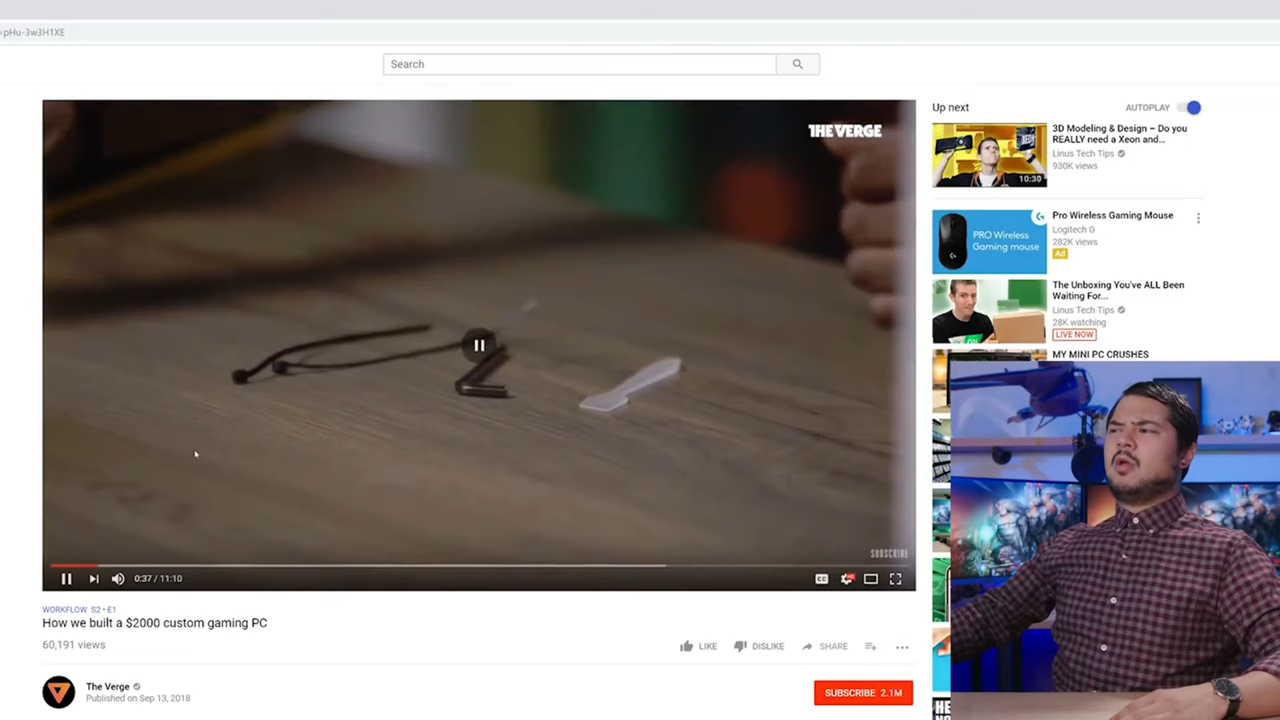 =pHu-3w3H1XE
Search
THE VERGE
SUBSCRIBE
0:37 / 11:10
CC
WORKFLOW S2 • E1
How we built a $2000 custom gaming PC
60,191 views
LIKE
DISLIKE
SHARE
The Verge
Published on Sep 13, 2018
SUBSCRIBE 2.1M
Up next
AUTOPLAY
10:30
3D Modeling & Design – Do you
REALLY need a Xeon and...
Linus Tech Tips
930K views
PRO Wireless
Gaming mouse
Pro Wireless Gaming Mouse
Logitech G
282K views
Ad
The Unboxing You've ALL Been
Waiting For...
Linus Tech Tips
28K watching
LIVE NOW
MY MINI PC CRUSHES